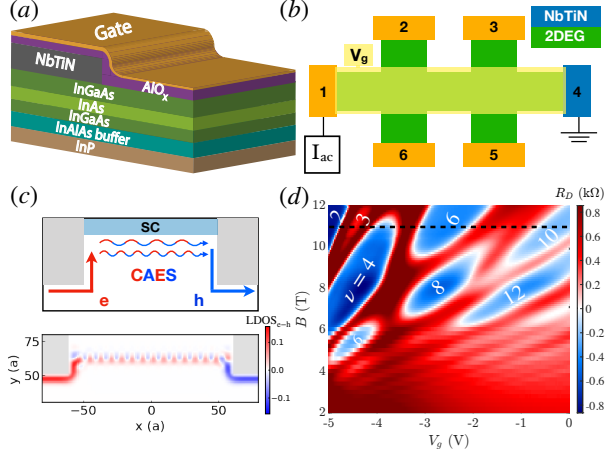 (a)
Gate
NbTiN
AlOx
InGaAs
InAs
InGaAs
InAlAs buffer
InP
(b)
NbTiN
2DEG
2
3
Vg
1
4
Iac
6
5
(c)
SC
CAES
e
h
LDOSe−h
75
50
y (a)
−50
0
50
x (a)
0.1
0.0
−0.1
(d)
RD (kΩ)
12
10
8
6
4
2
B (T)
-5
-4
-3
-2
-1
0
Vg (V)
2
3
ν = 4
6
6
8
10
12
0.8
0.6
0.4
0.2
0
-0.2
-0.4
-0.6
-0.8